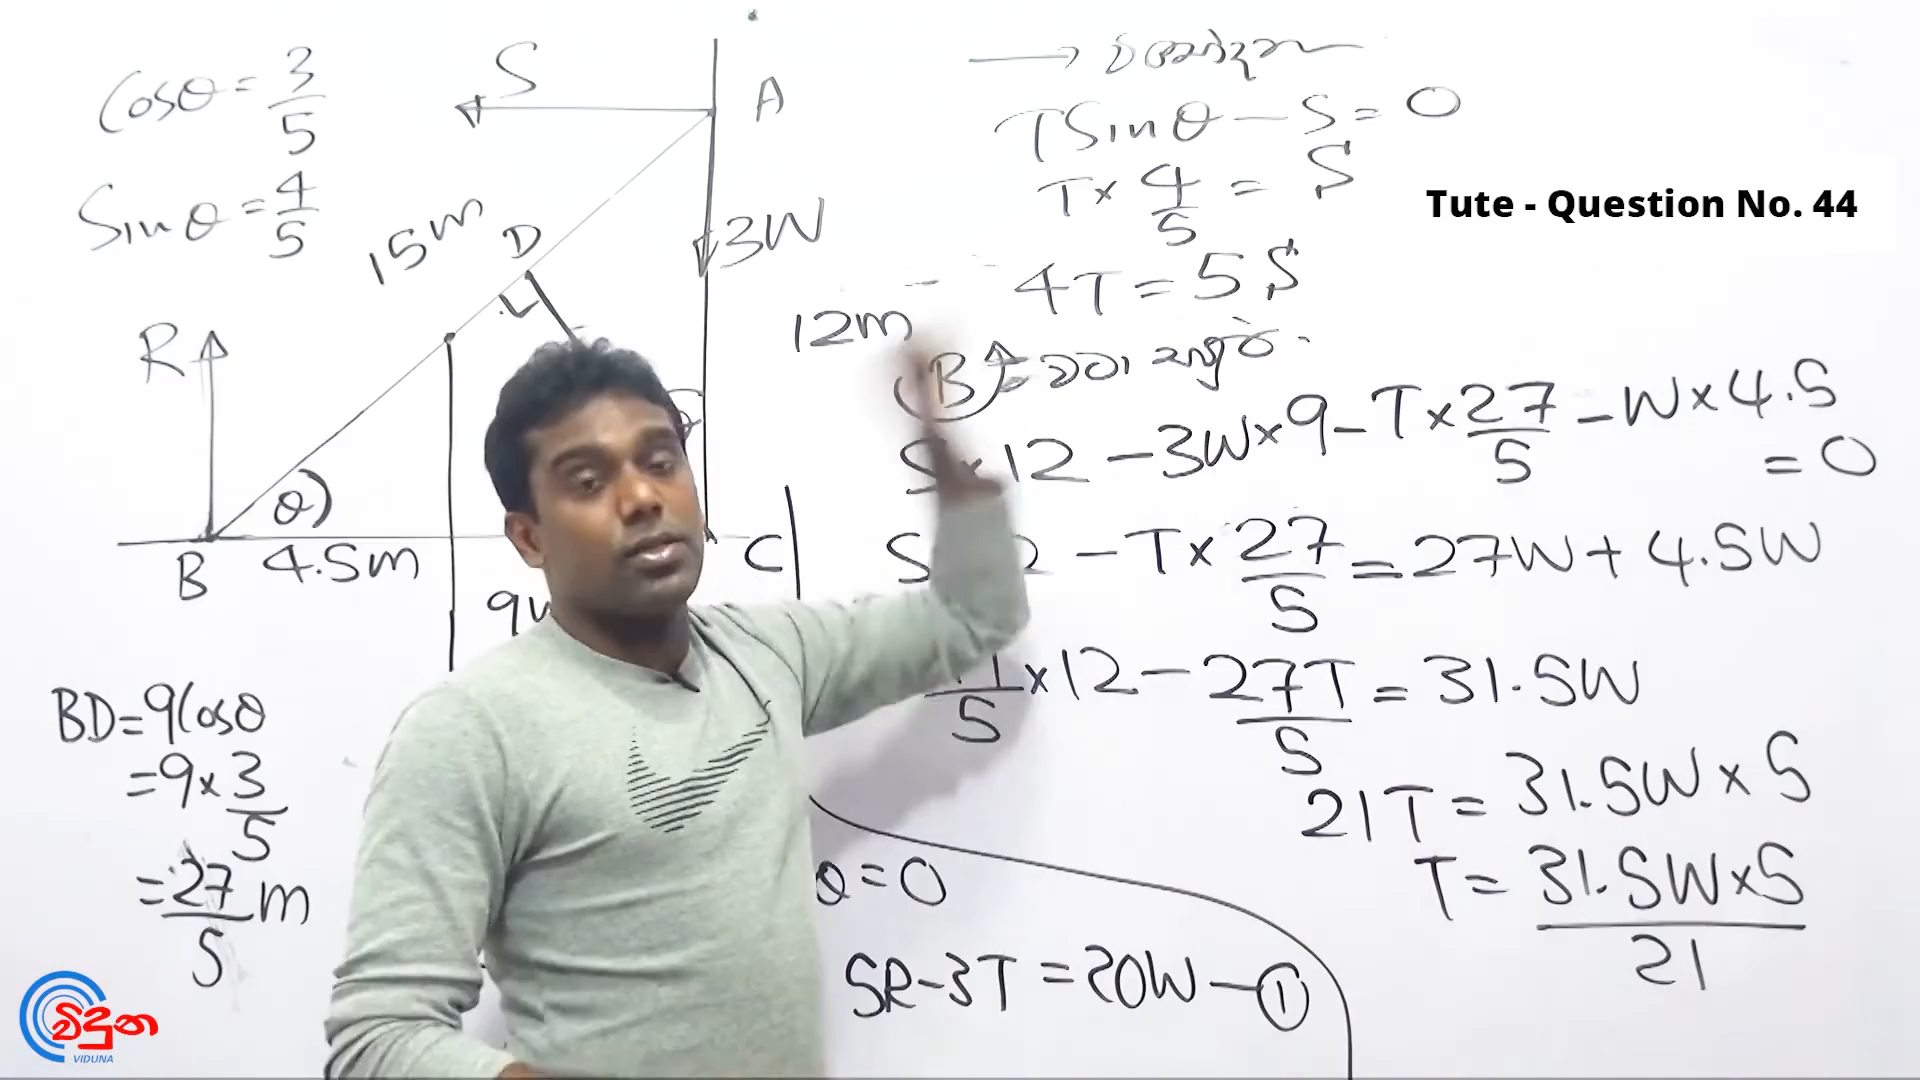 Cosθ = 3/5
Sinθ = 4/5
S
A
15m
D
3W
12m
R
θ
B
4.5m
C
BD = 9Cosθ
= 9 × 3/5
= 27/5 m
TSinθ – S = 0
T × 4/5 = S
Tute - Question No. 44
4T = 5S
B
S × 12 – 3W × 9 – T × 27/5 – W × 4.5
= 0
– T × 27/5 = 27W + 4.5W
/5 × 12 – 27T/5 = 31.5W
21T = 31.5W × 5
T = 31.5W × 5 / 21
θ = 0
5R – 3T = 20W — 1
විදුන
VIDUNA